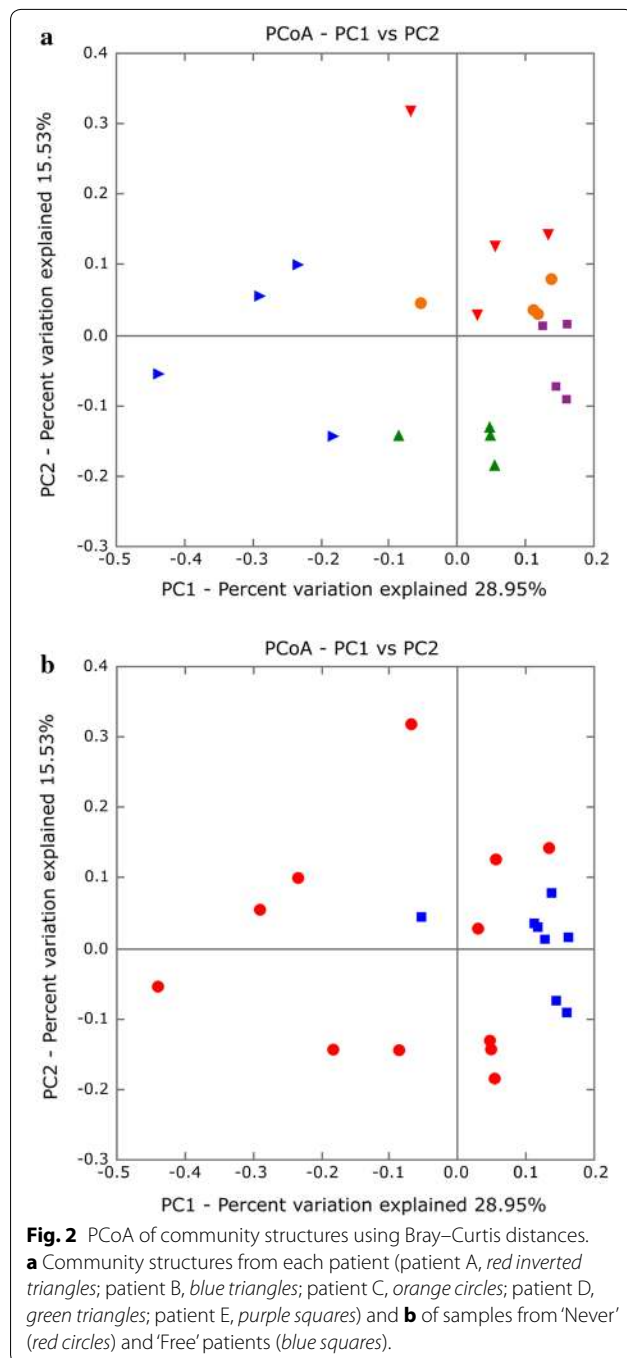 a
PCoA - PC1 vs PC2
0.4
0.3
0.2
0.1
0.0
-0.1
-0.2
-0.3
PC2 - Percent variation explained 15.53%
-0.5 -0.4 -0.3 -0.2 -0.1 0.0 0.1 0.2
PC1 - Percent variation explained 28.95%
b
PCoA - PC1 vs PC2
0.4
0.3
0.2
0.1
0.0
-0.1
-0.2
-0.3
PC2 - Percent variation explained 15.53%
-0.5 -0.4 -0.3 -0.2 -0.1 0.0 0.1 0.2
PC1 - Percent variation explained 28.95%
Fig. 2 PCoA of community structures using Bray–Curtis distances.
a Community structures from each patient (patient A, red inverted
triangles; patient B, blue triangles; patient C, orange circles; patient D,
green triangles; patient E, purple squares) and b of samples from ‘Never’
(red circles) and ‘Free’ patients (blue squares).